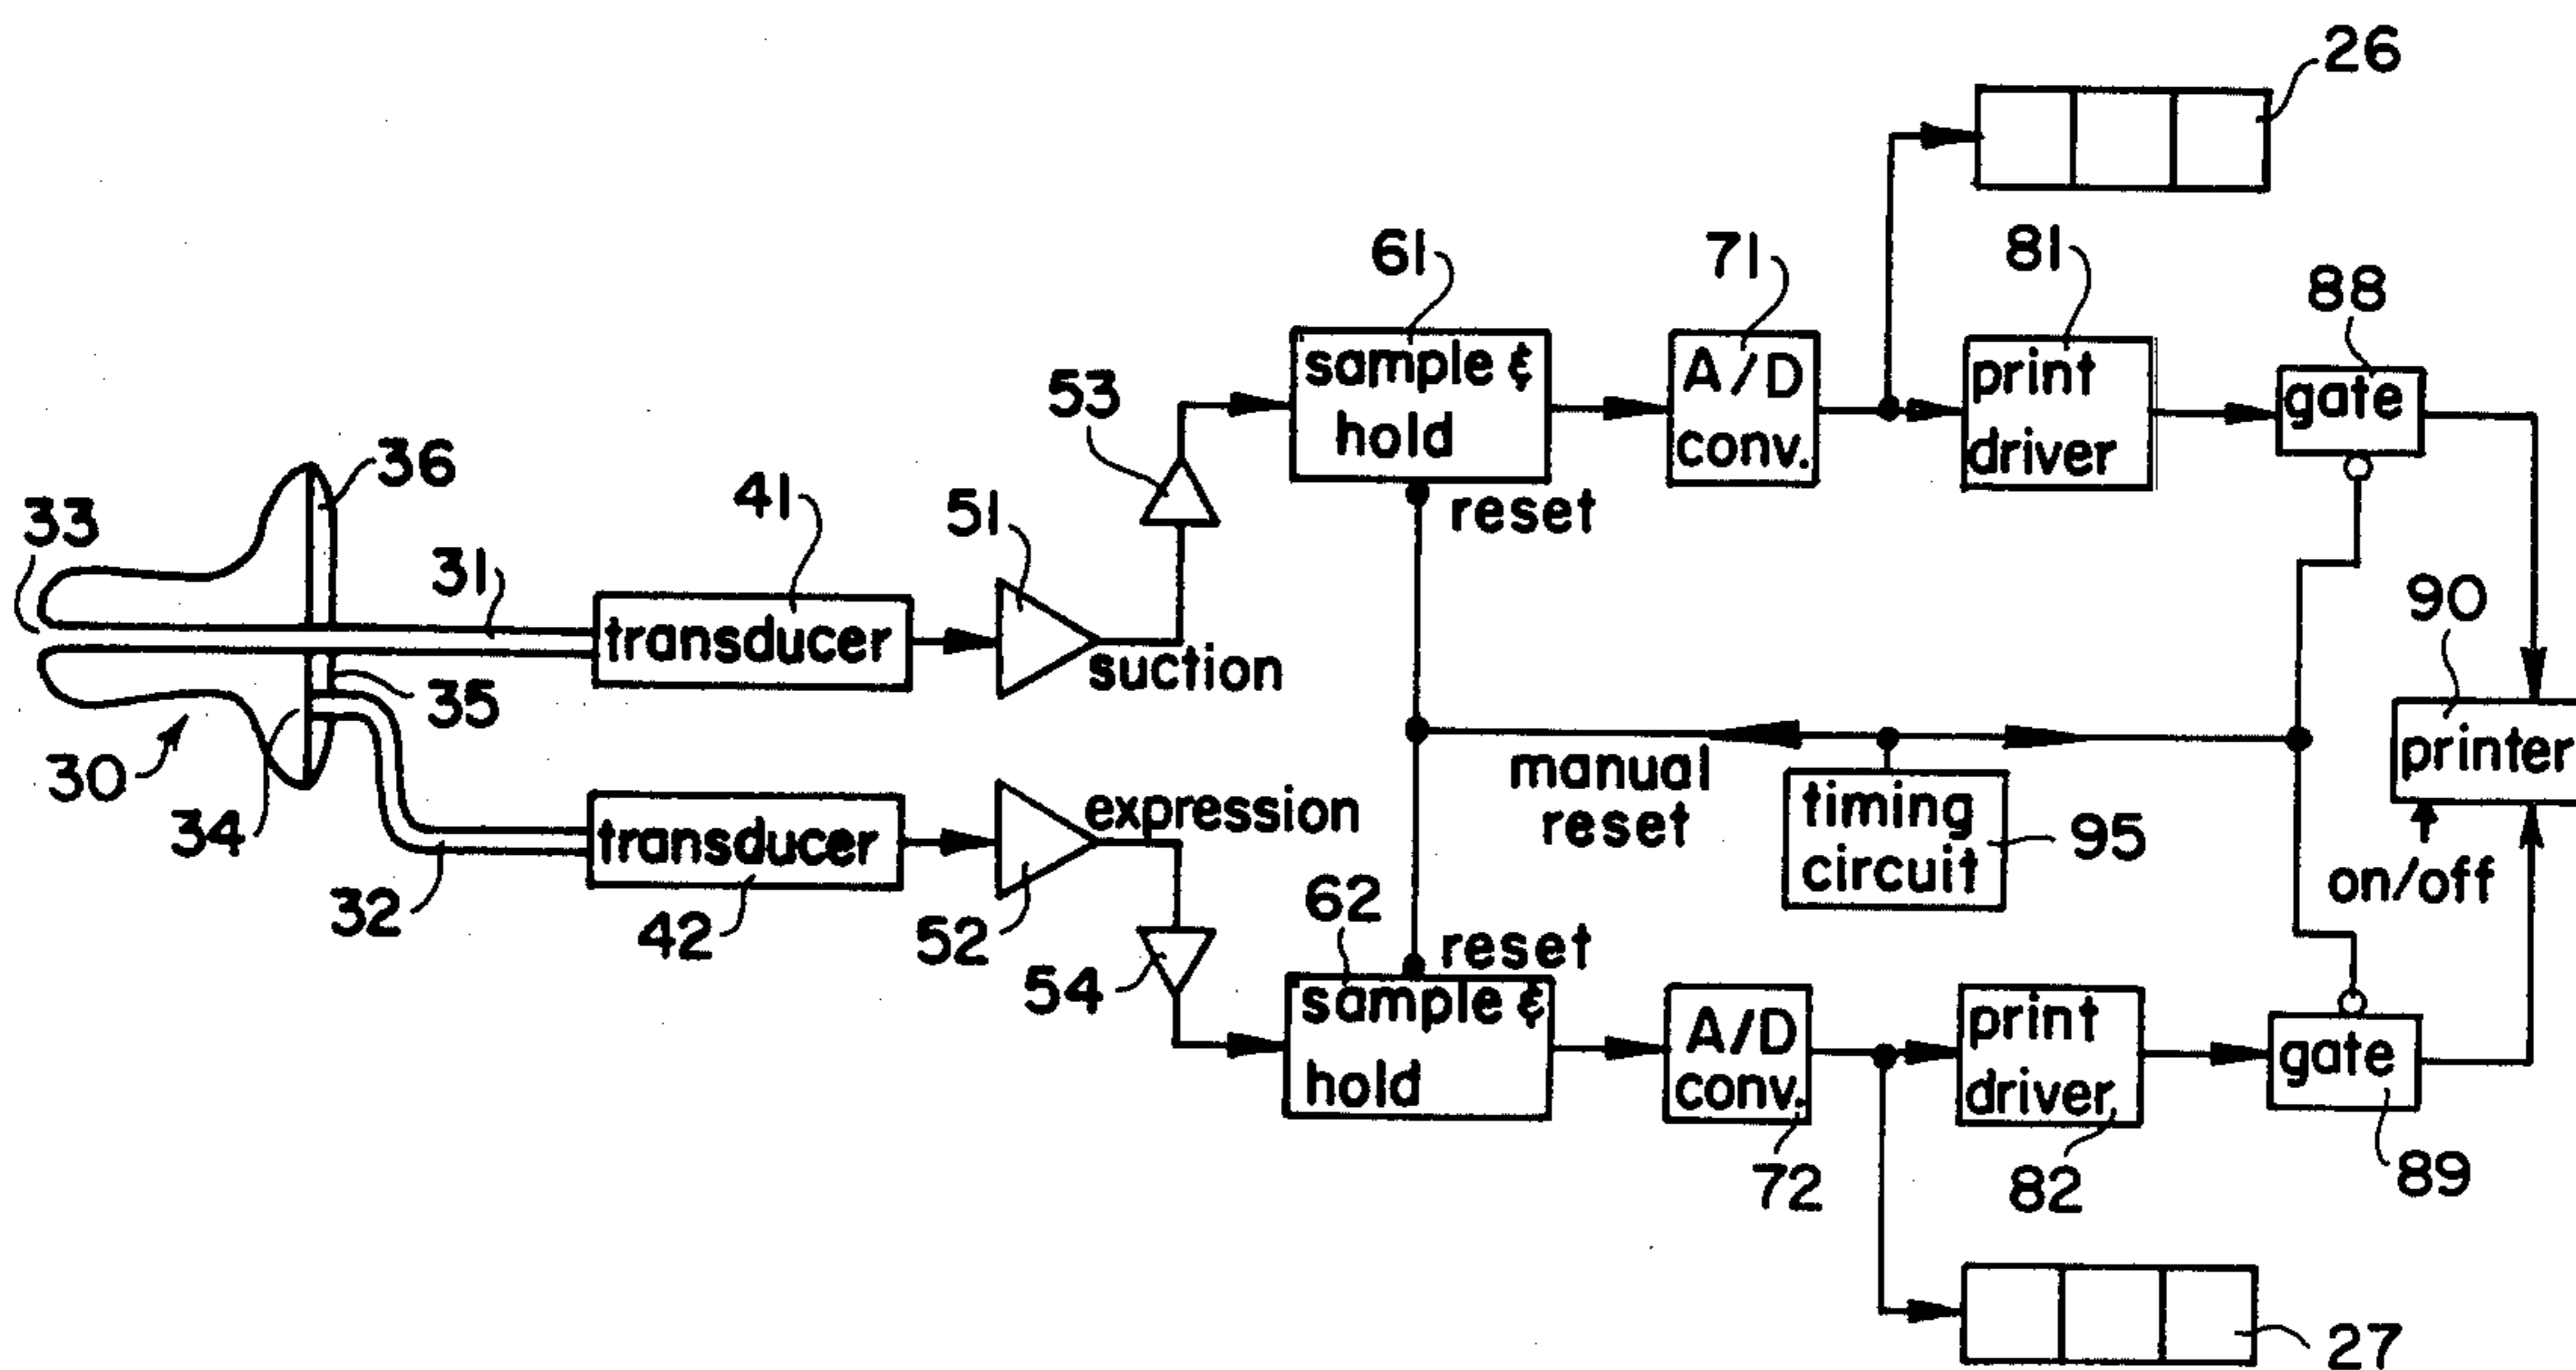 26
61
71
81
88
53
sample ¢
hold
A/D
conv.
print
driver
gate
36
41
51
reset
33
31
90
transducer
suction
35
printer
30
manual
reset
timing
circuit
95
on/off
34
expression
transducer
32
42
52
62
54
reset
sample ¢
hold
A/D
conv.
print
driver
gate
72
82
89
27